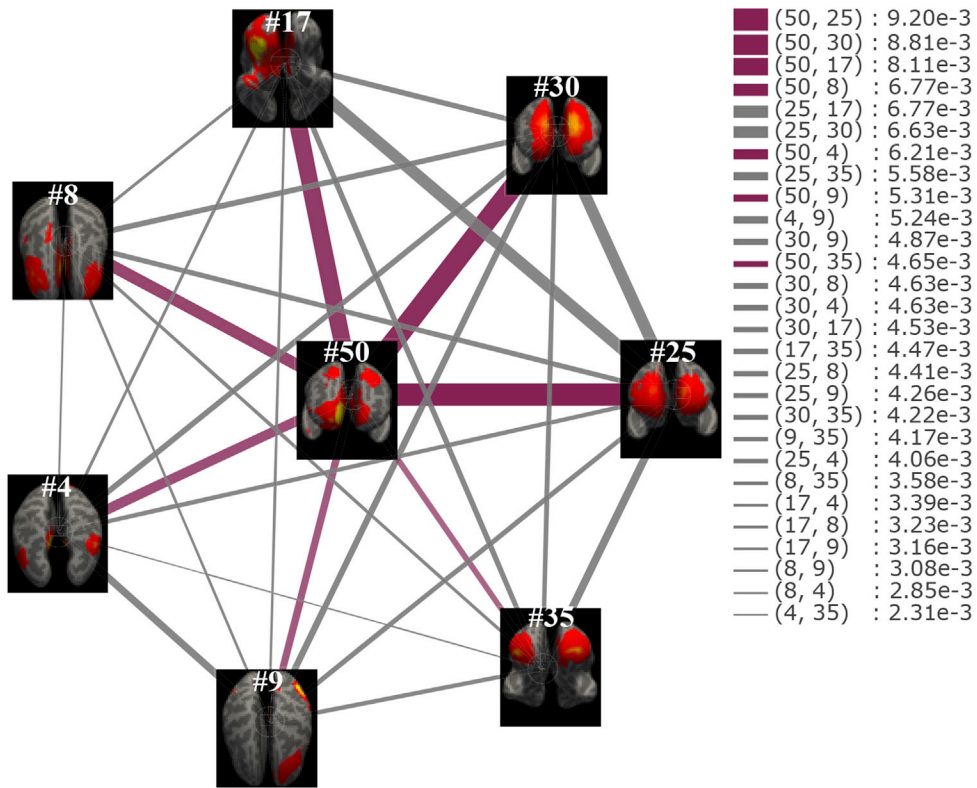 #17
#30
#8
#50
#25
#4
#35
#9
(50, 25) : 9.20e-3
(50, 30) : 8.81e-3
(50, 17) : 8.11e-3
(50, 8) : 6.77e-3
(25, 17) : 6.77e-3
(25, 30) : 6.63e-3
(50, 4) : 6.21e-3
(25, 35) : 5.58e-3
(50, 9) : 5.31e-3
(4, 9) : 5.24e-3
(30, 9) : 4.87e-3
(50, 35) : 4.65e-3
(30, 8) : 4.63e-3
(30, 4) : 4.63e-3
(30, 17) : 4.53e-3
(17, 35) : 4.47e-3
(25, 8) : 4.41e-3
(25, 9) : 4.26e-3
(30, 35) : 4.22e-3
(9, 35) : 4.17e-3
(25, 4) : 4.06e-3
(8, 35) : 3.58e-3
(17, 4) : 3.39e-3
(17, 8) : 3.23e-3
(17, 9) : 3.16e-3
(8, 9) : 3.08e-3
(8, 4) : 2.85e-3
(4, 35) : 2.31e-3